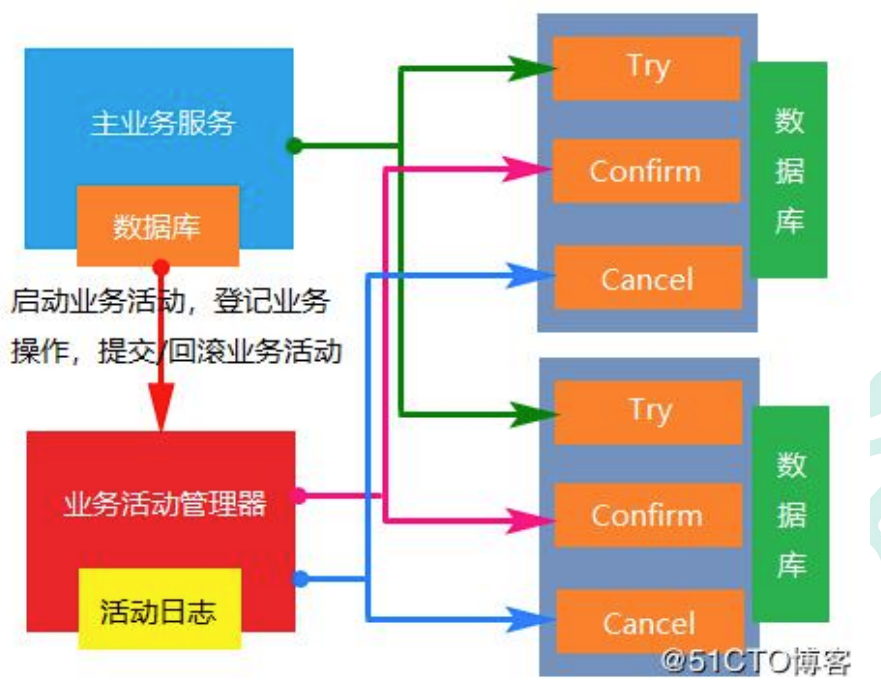 主业务服务
数据库
启动业务活动，登记业务
操作，提交/回滚业务活动
业务活动管理器
活动日志
Try
Confirm
Cancel
数据库
Try
Confirm
Cancel
数据库
@51CTO博客